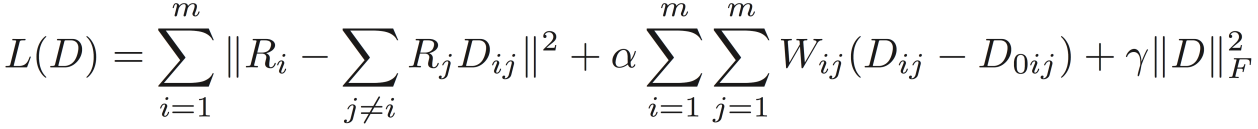 L(D) = \sum_{i=1}^{m} \|R_i - \sum_{j \neq i} R_j D_{ij}\|^2 + \alpha \sum_{i=1}^{m} \sum_{j=1}^{m} W_{ij}(D_{ij} - D_{0ij}) + \gamma \|D\|_F^2